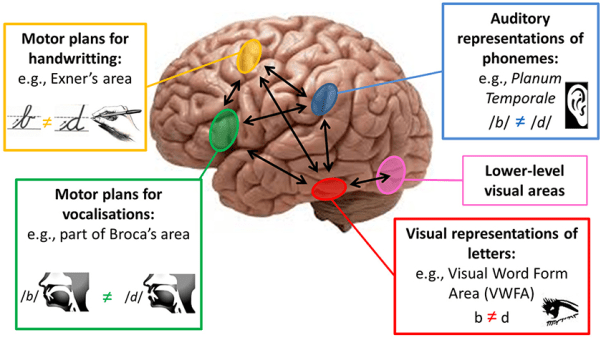 Motor plans for
handwritting:
e.g., Exner's area
b ≠ d
Auditory
representations of
phonemes:
e.g., Planum
Temporale
/b/ ≠ /d/
Motor plans for
vocalisations:
e.g., part of Broca's area
/b/ ≠ /d/
Lower-level
visual areas
Visual representations of
letters:
e.g., Visual Word Form
Area (VWFA)
b ≠ d